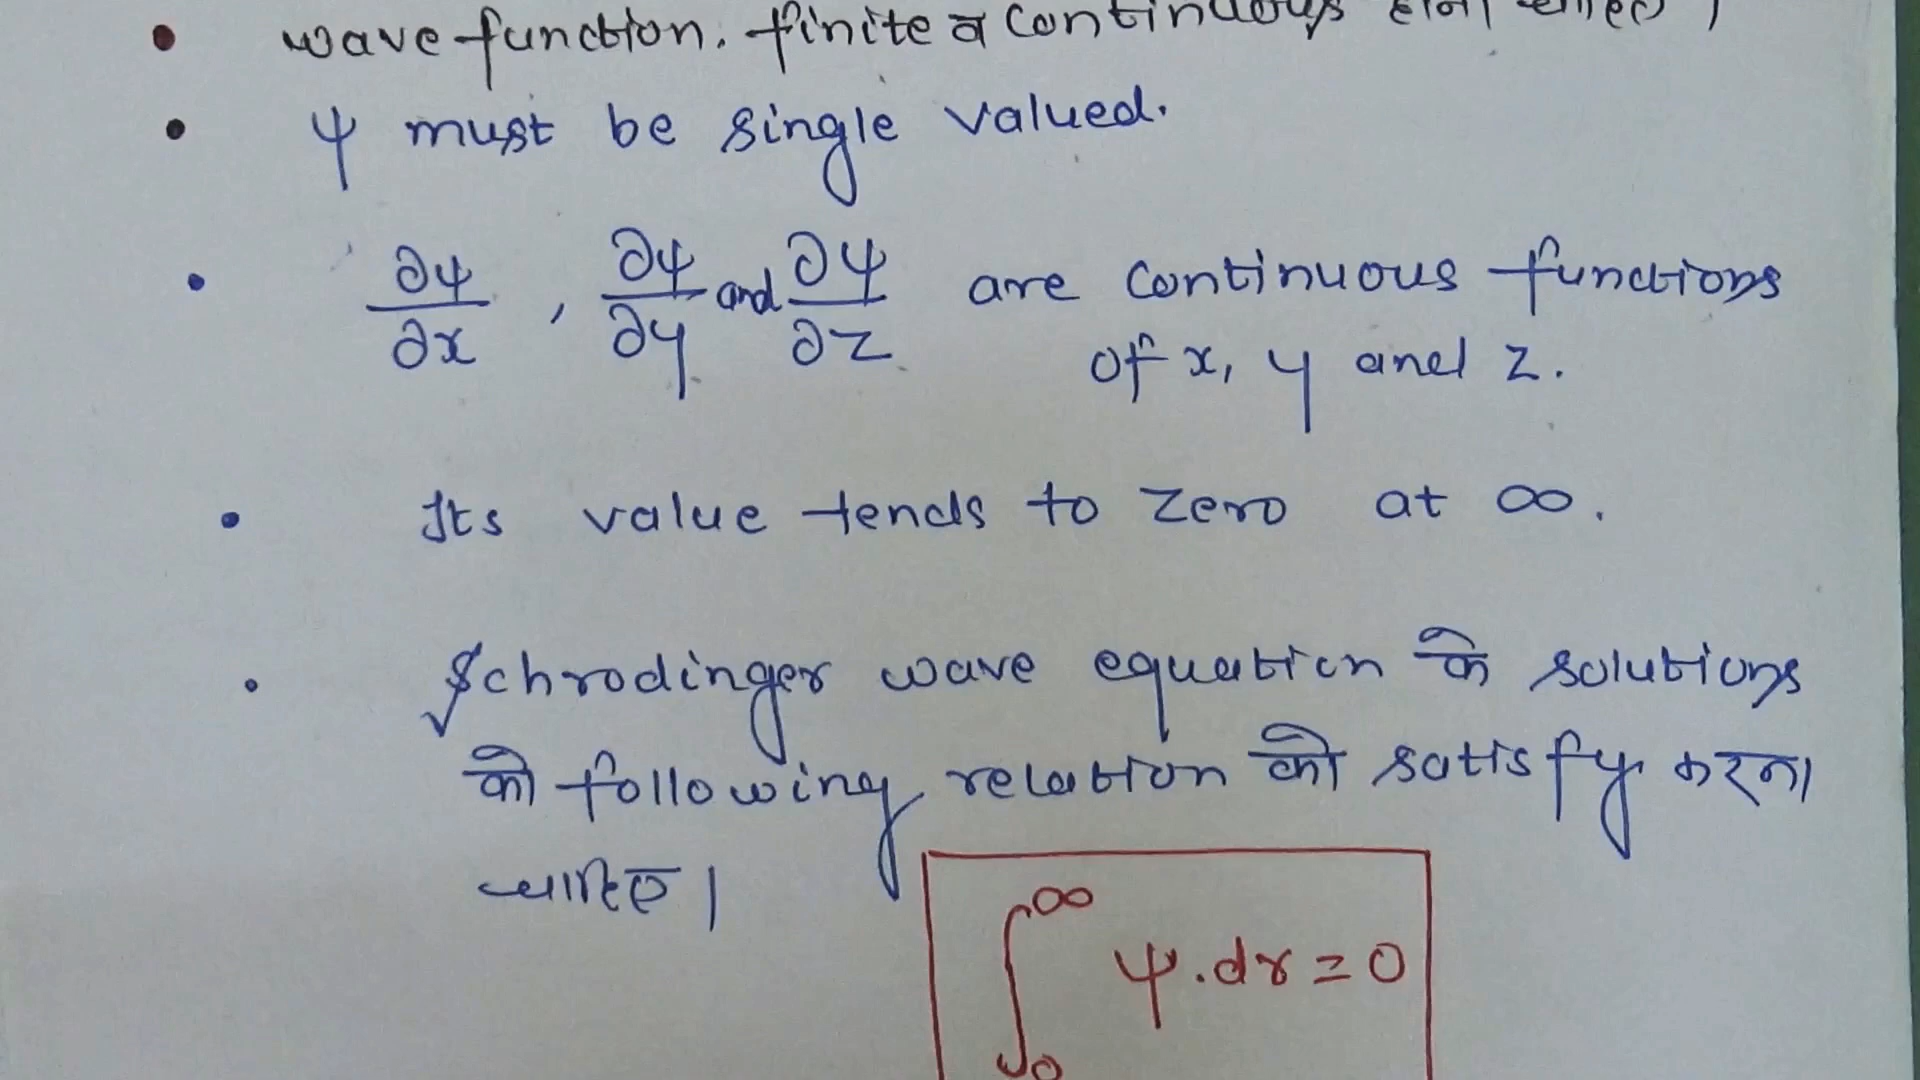 • wave function. finite व continuous होना चाहिए।
• ψ must be single valued.
• ∂ψ/∂x , ∂ψ/∂y and ∂ψ/∂z are continuous functions
of x, y and z.
• Its value tends to zero at ∞.
• Schrodinger wave equation के solutions
को following relation को satisfy करना
चाहिए।
∫₀^∞ ψ.dr = 0